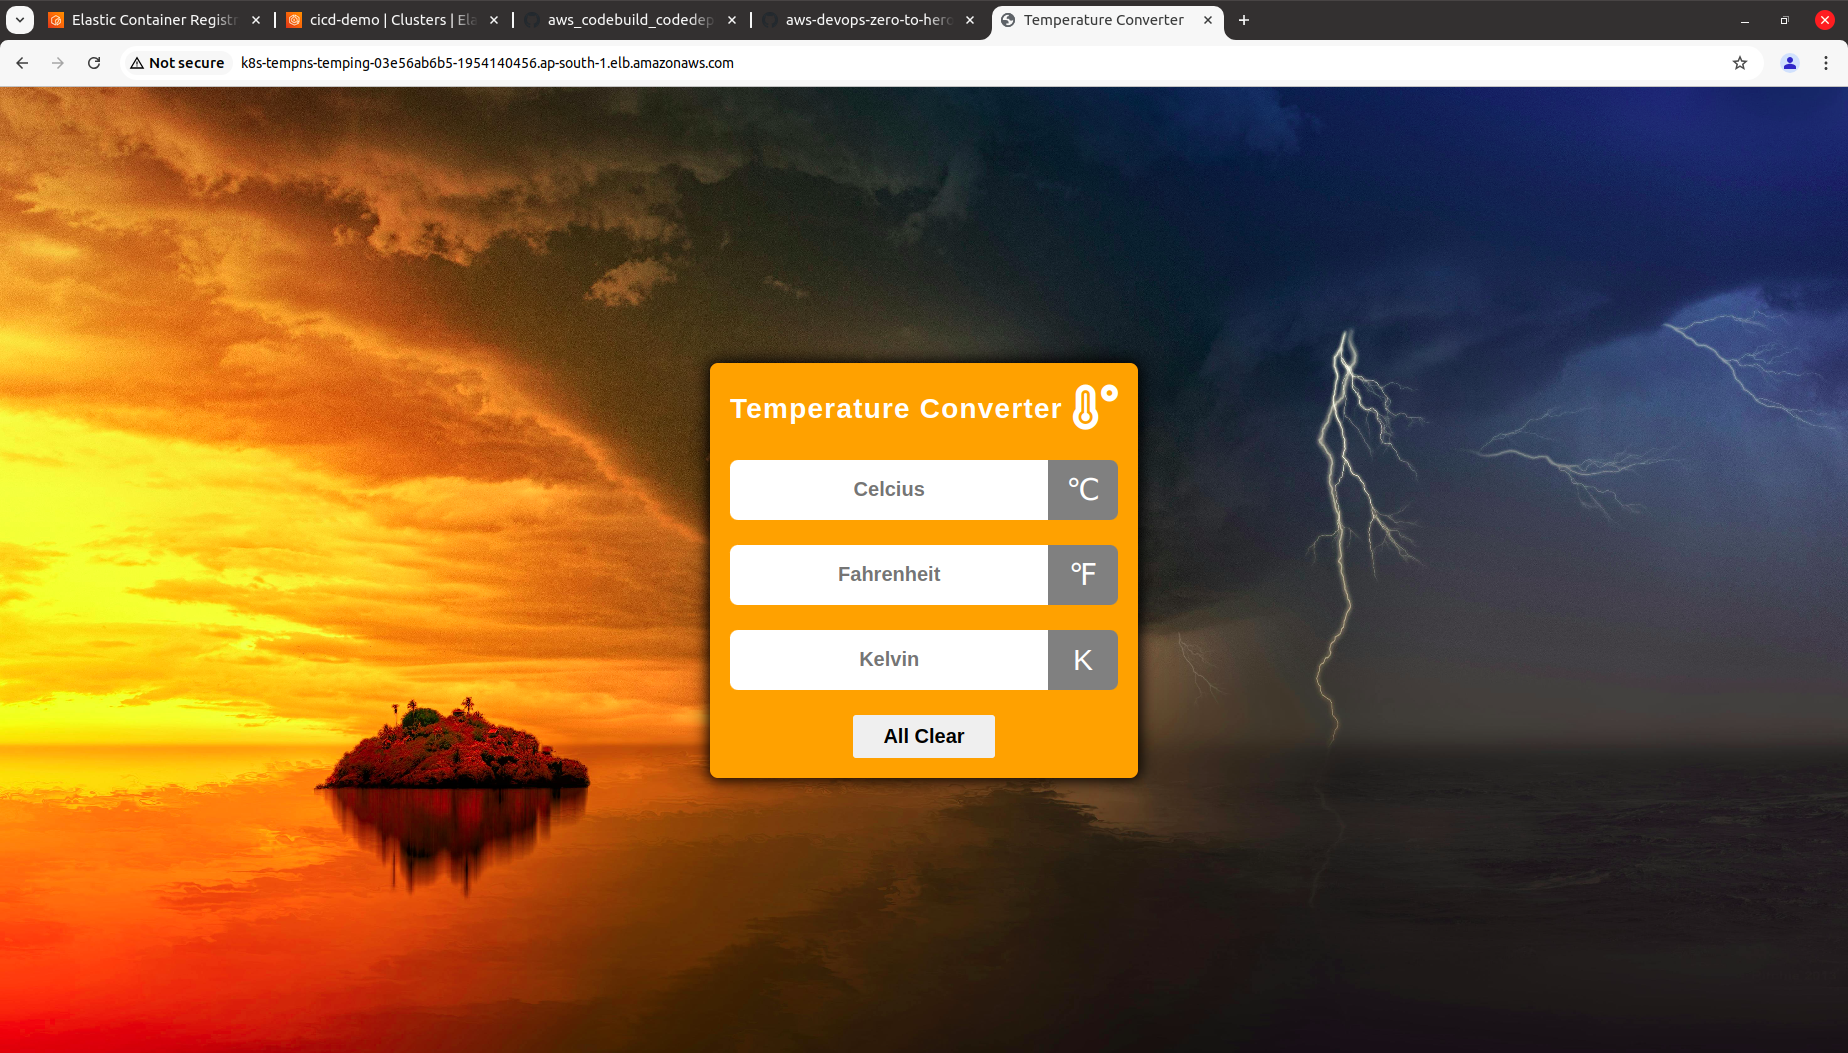 Elastic Container Registr
cicd-demo | Clusters | Ela
aws_codebuild_codedep
aws-devops-zero-to-hero
Temperature Converter
Not secure
k8s-tempns-temping-03e56ab6b5-1954140456.ap-south-1.elb.amazonaws.com
Temperature Converter
Celcius
℃
Fahrenheit
℉
Kelvin
K
All Clear